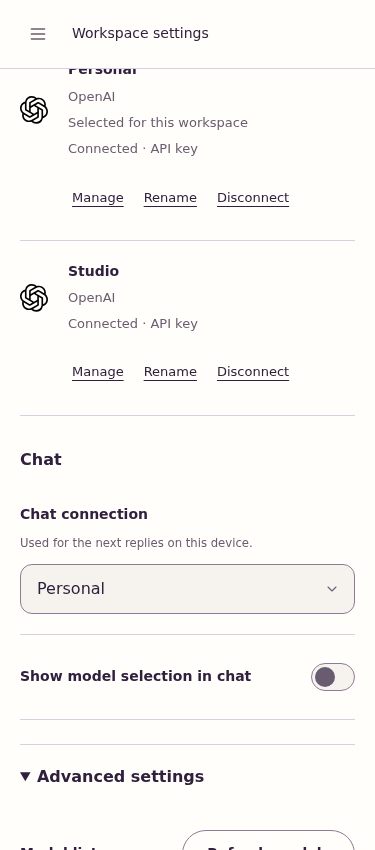 Workspace settings
Personal
OpenAI
Selected for this workspace
Connected · API key
Manage Rename Disconnect
Studio
OpenAI
Connected · API key
Manage Rename Disconnect
Chat
Chat connection
Used for the next replies on this device.
Personal
Show model selection in chat
Advanced settings